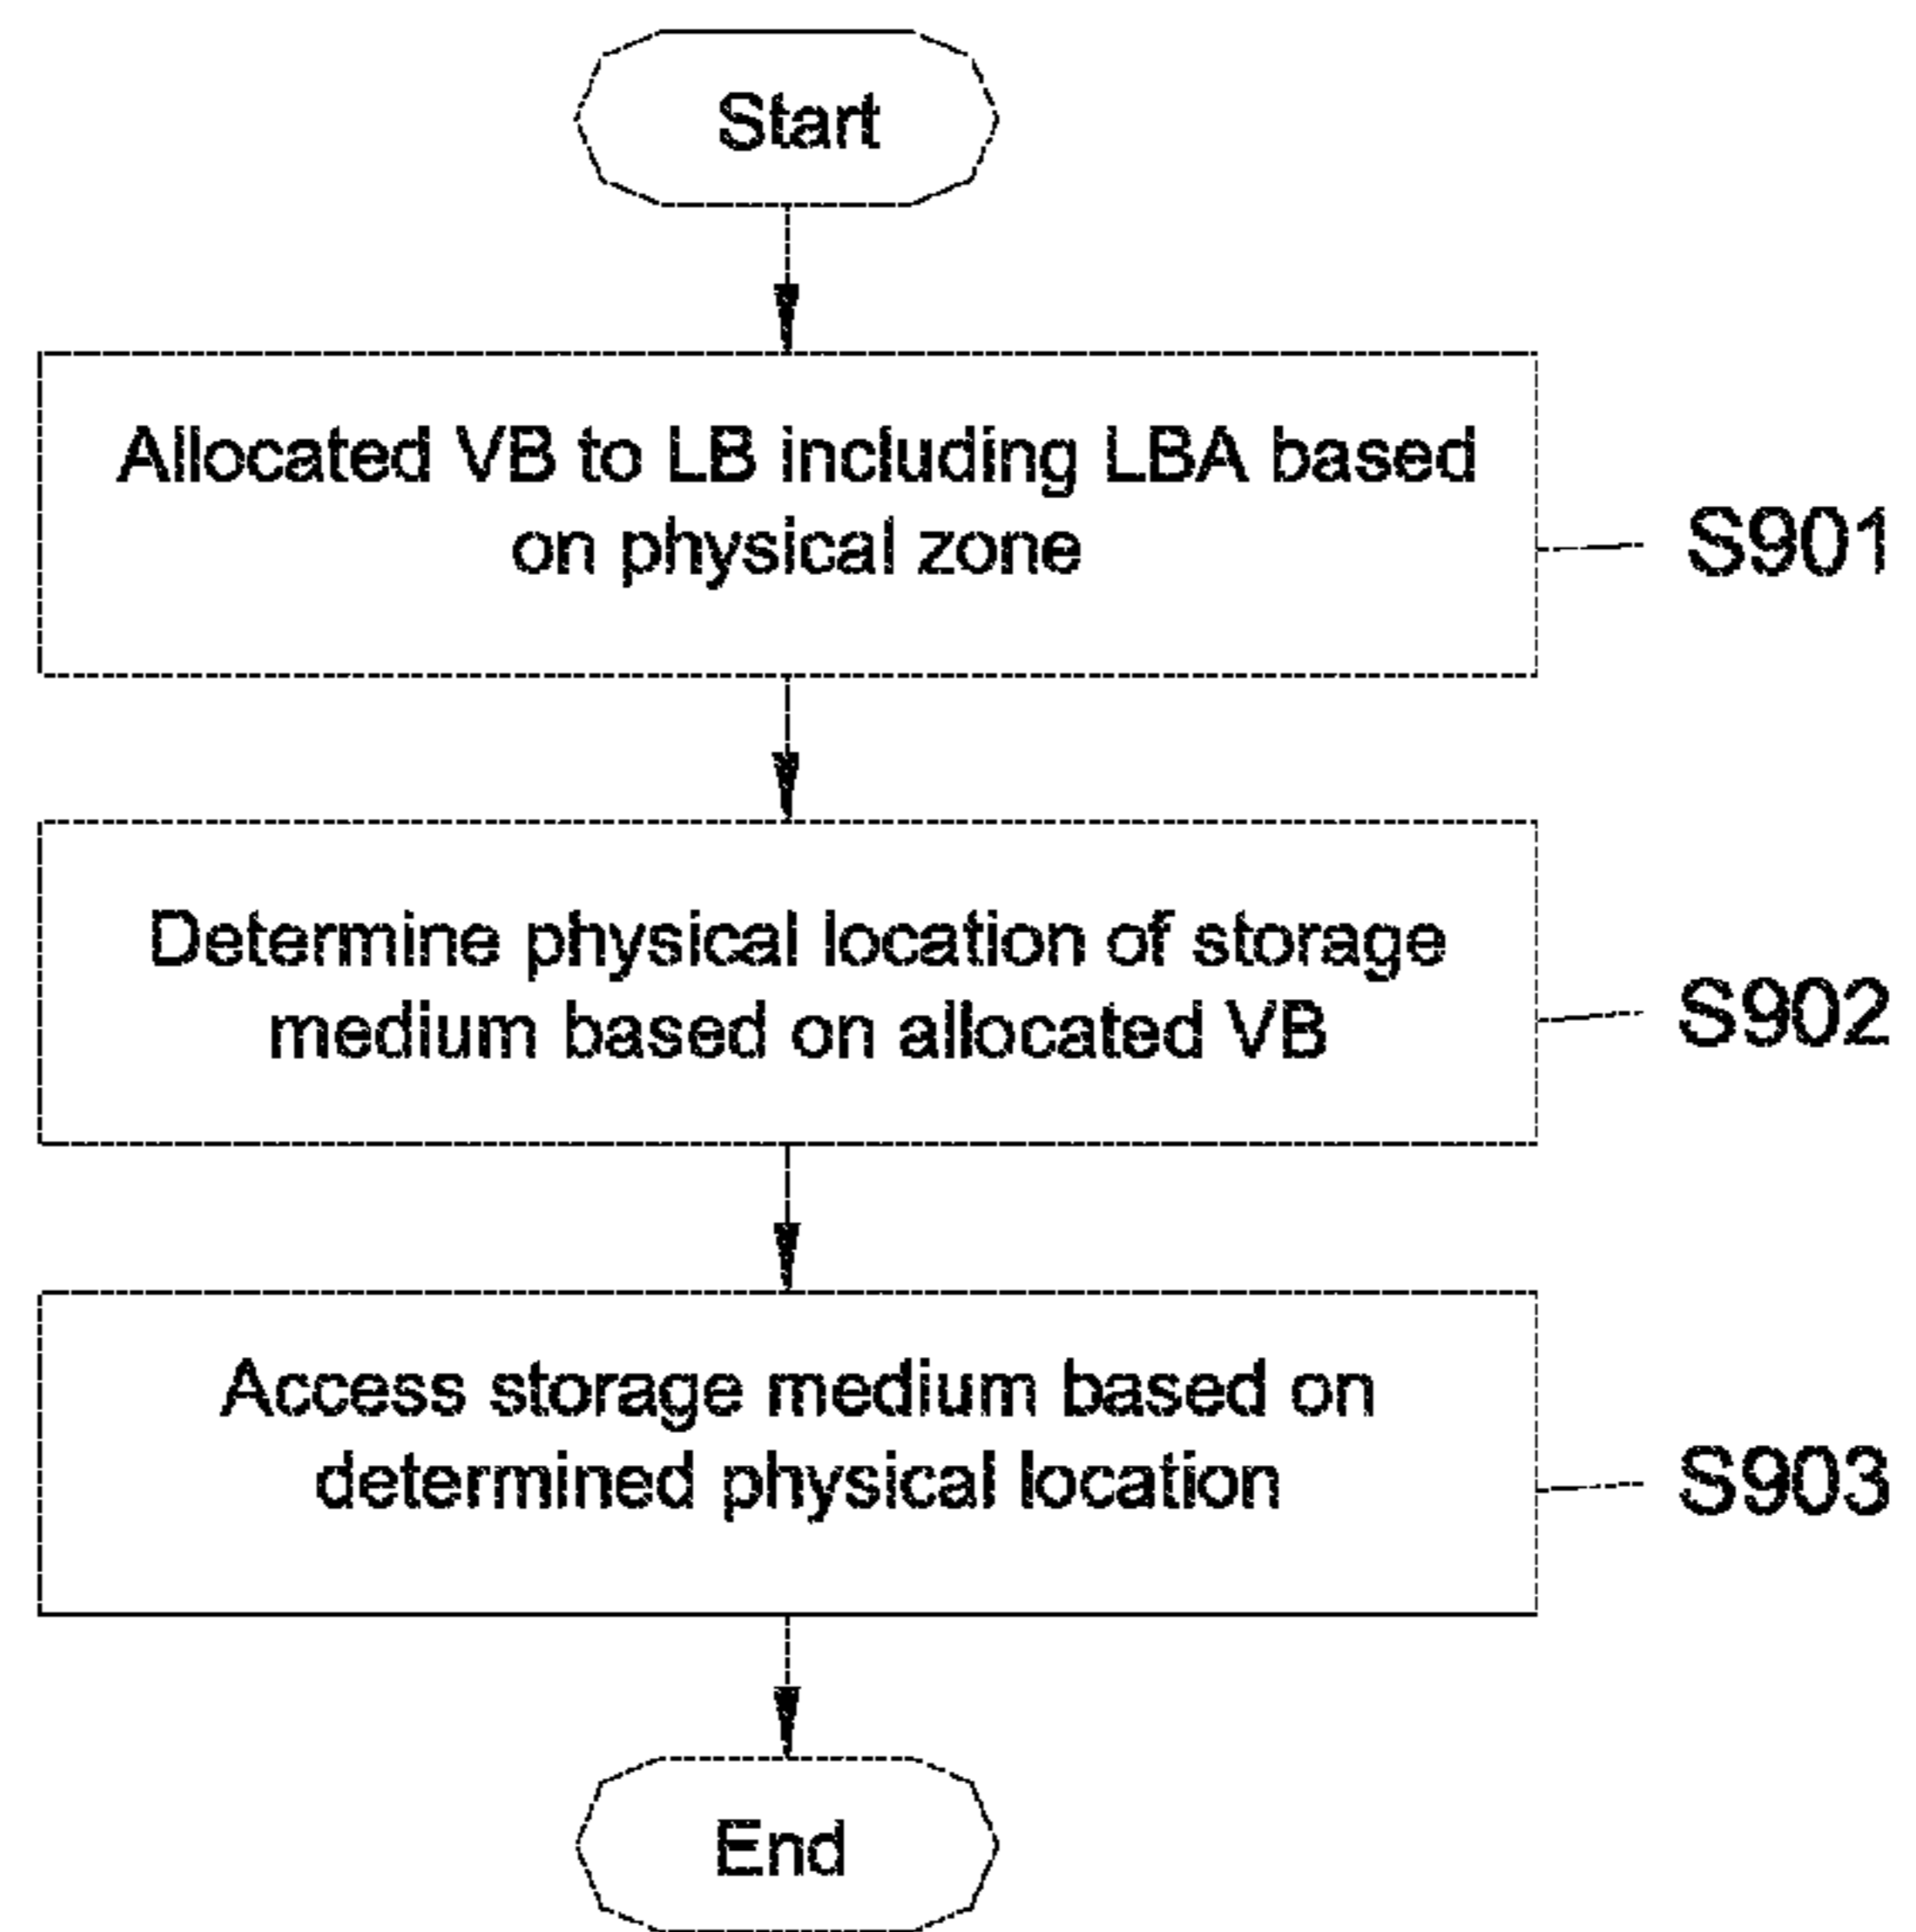 Start
Allocated VB to LB including LBA based
on physical zone
S901
Determine physical location of storage
medium based on allocated VB
S902
Access storage medium based on
determined physical location
S903
End